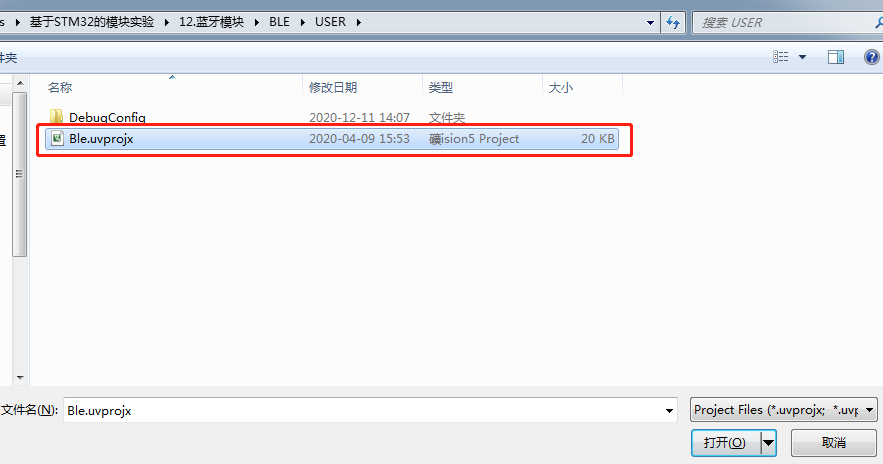 s ▸ 基于STM32的模块实验 ▸ 12.蓝牙模块 ▸ BLE ▸ USER ▸ 搜索 USER
件夹
名称 修改日期 类型 大小
DebugConfig 2020-12-11 14:07 文件夹
置 Ble.uvprojx 2020-04-09 15:53 礦ision5 Project 20 KB
文件名(N): Ble.uvprojx Project Files (*.uvprojx; *.uvp
打开(O) 取消